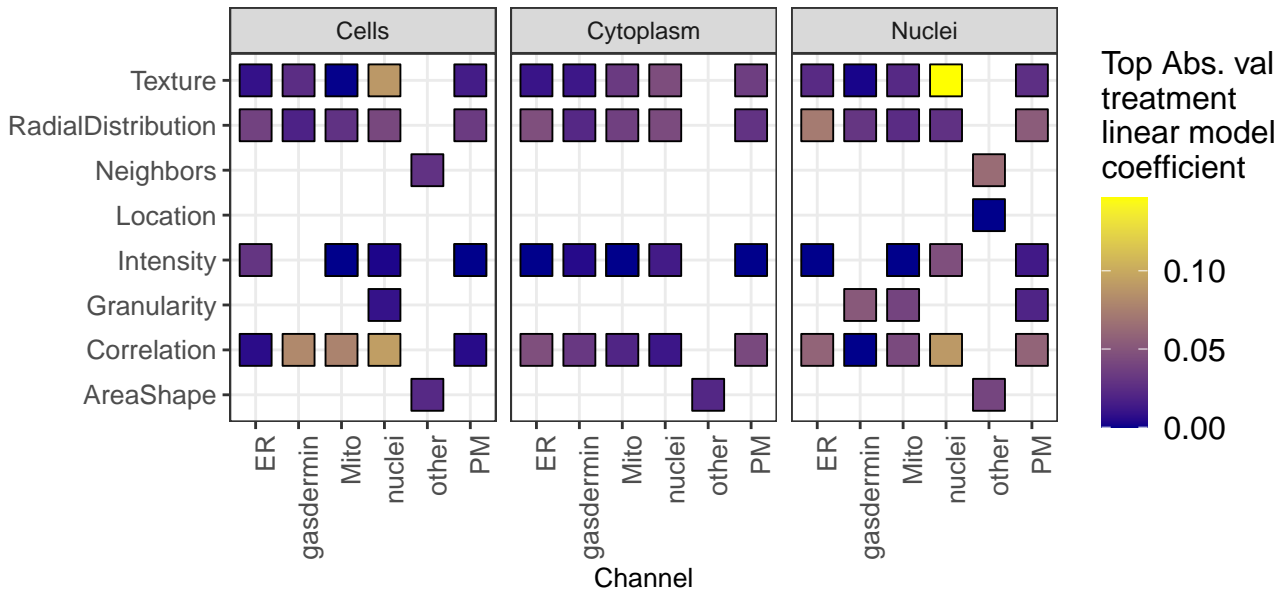 Cells
Cytoplasm
Nuclei
Texture
RadialDistribution
Neighbors
Location
Intensity
Granularity
Correlation
AreaShape
ER
gasdermin
Mito
nuclei
other
PM
ER
gasdermin
Mito
nuclei
other
PM
ER
gasdermin
Mito
nuclei
other
PM
Channel
Top Abs. val
treatment
linear model
coefficient
0.10
0.05
0.00